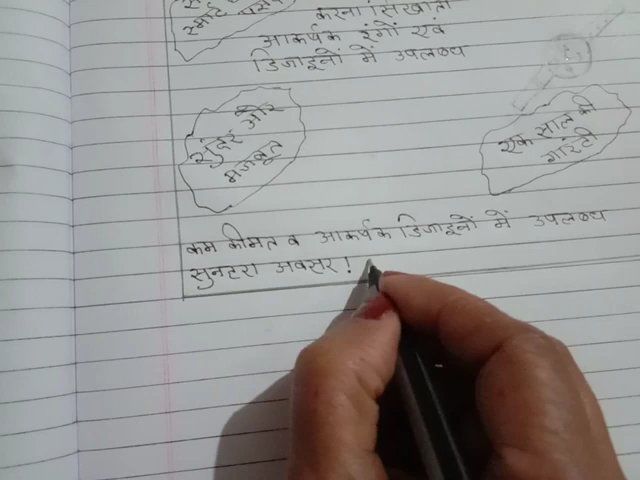 स्मार्ट
करना सिखाता
आकर्षक रंगों एवं
डिजाइनों में उपलब्ध
सुंदर और
मजबूत
एक साल की
गारंटी
कम कीमत व आकर्षक डिजाइनों में उपलब्ध
सुनहरा अवसर!